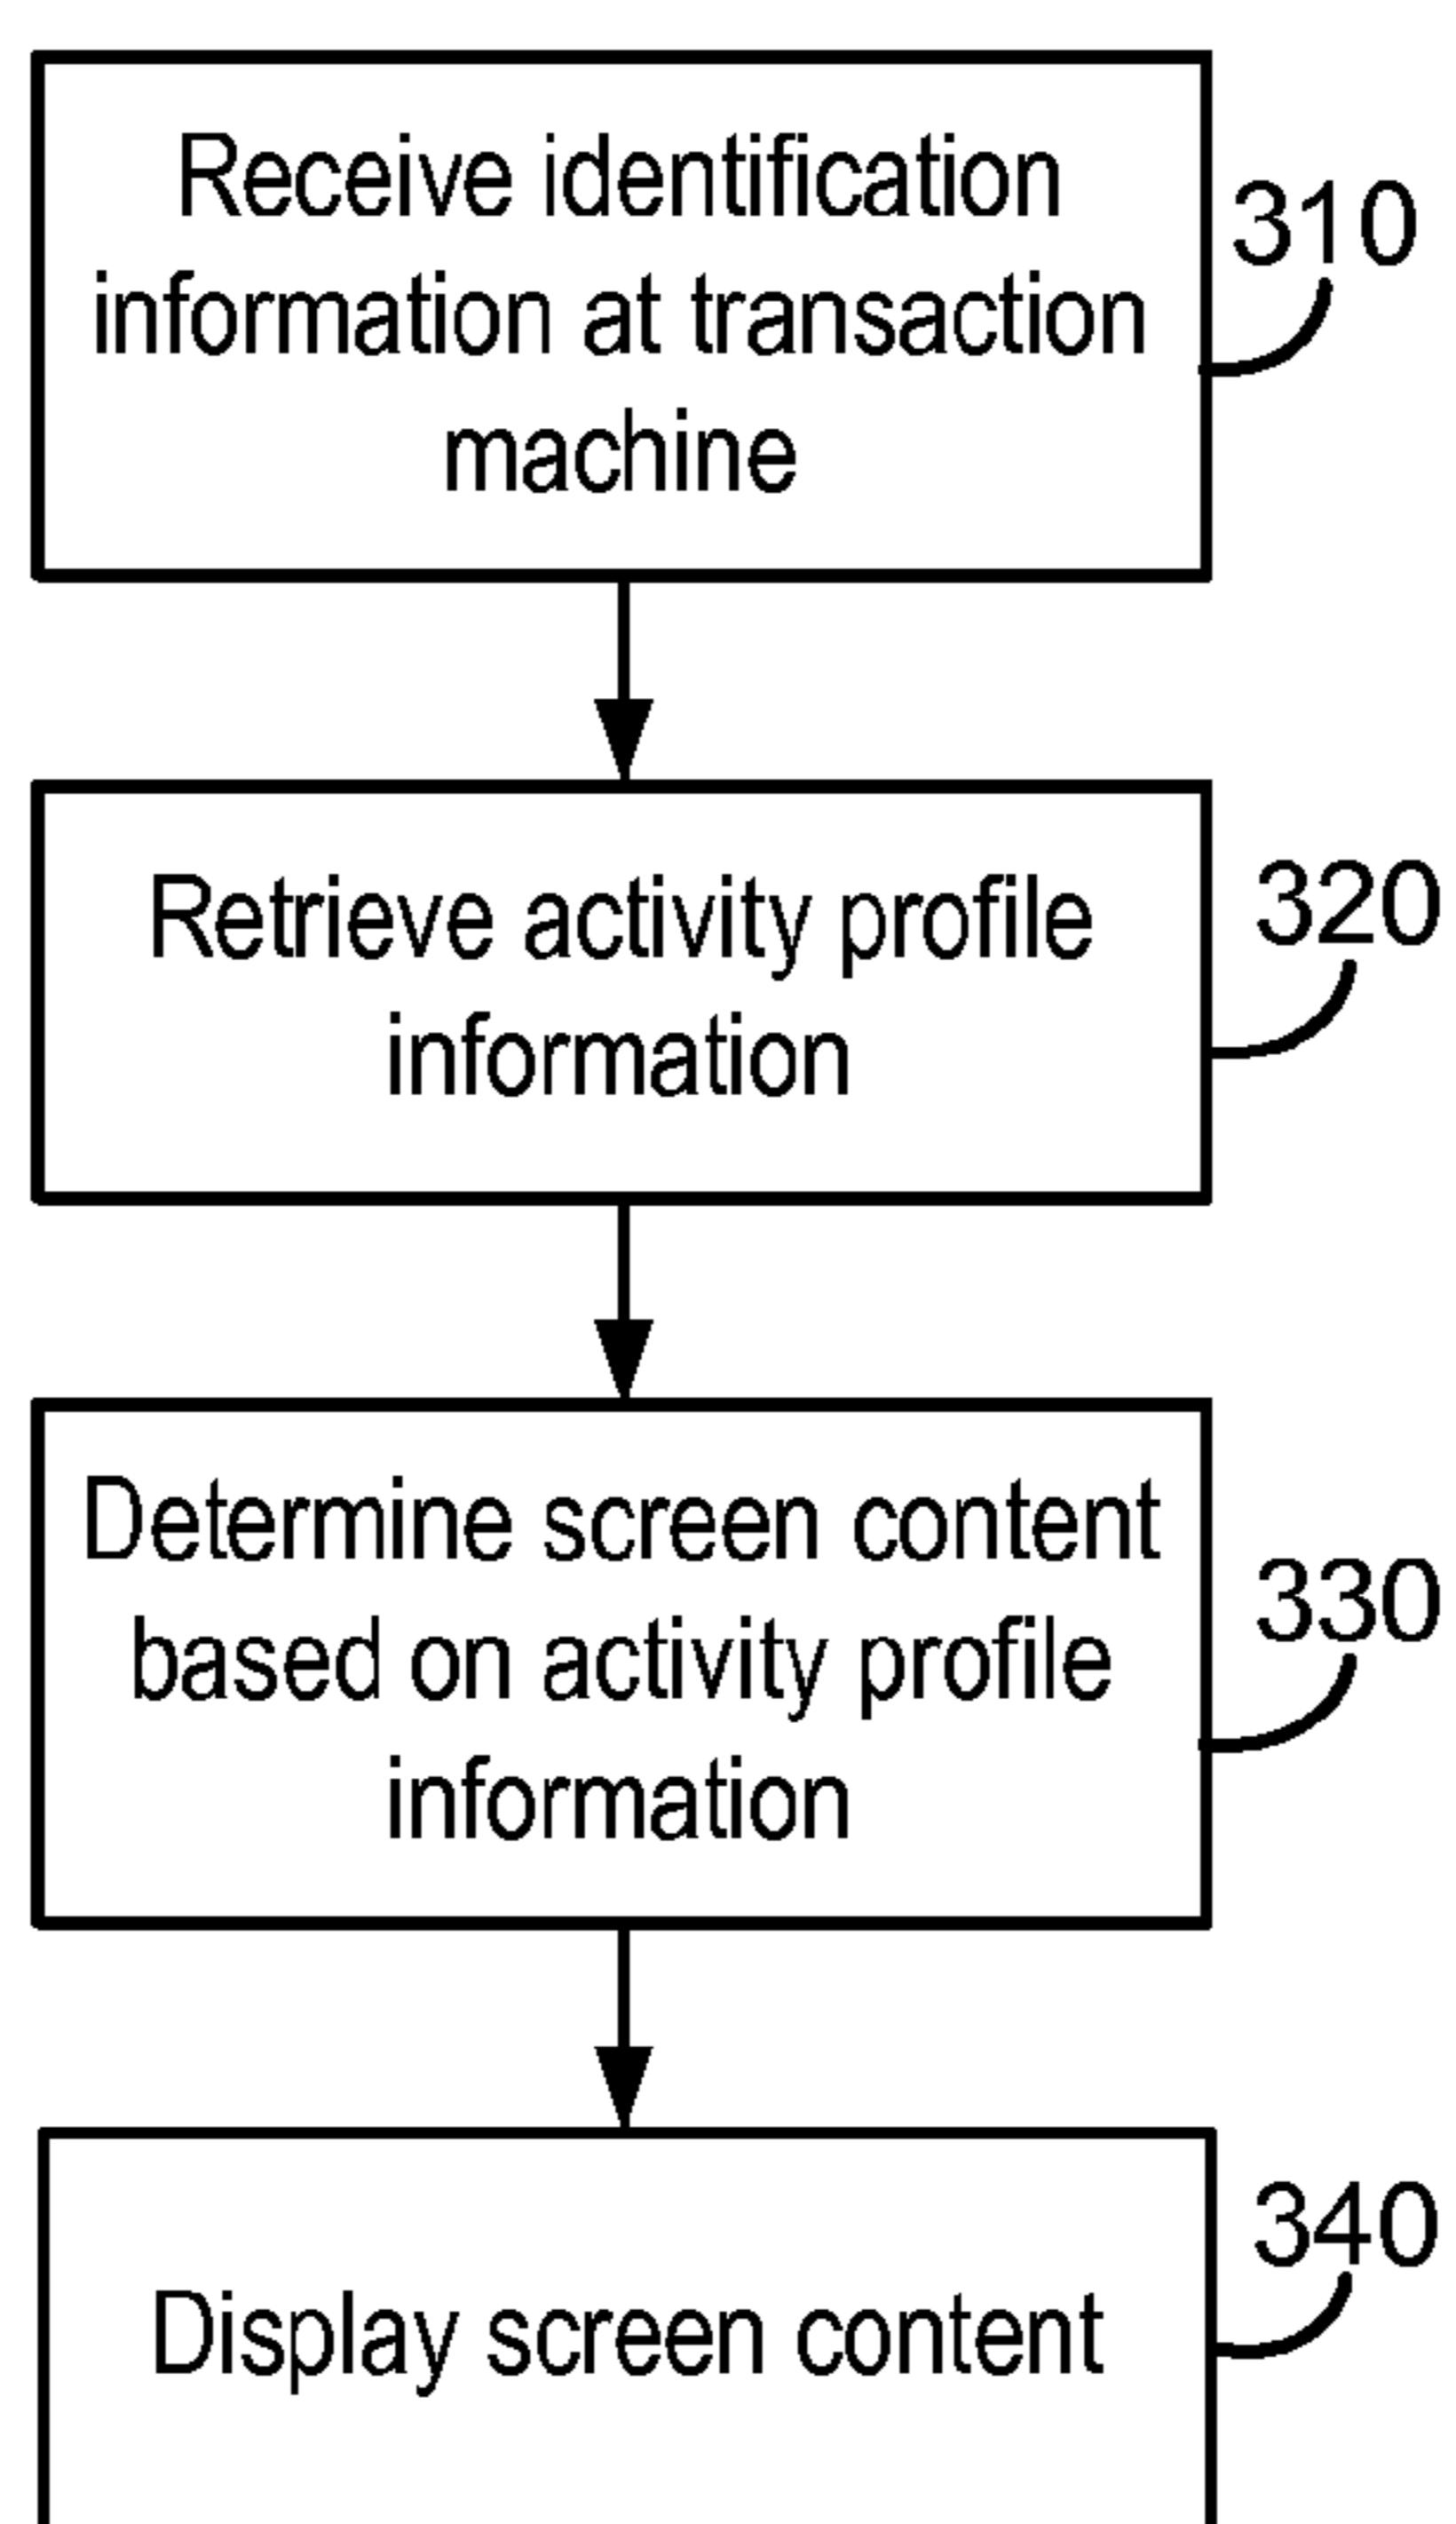 Receive identification
information at transaction
machine
310
Retrieve activity profile
information
320
Determine screen content
based on activity profile
information
330
Display screen content
340